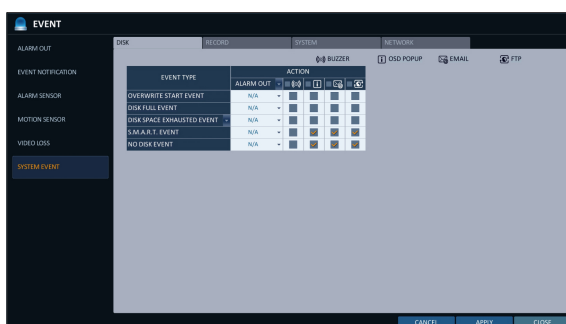 EVENT
ALARM OUT
EVENT NOTIFICATION
ALARM SENSOR
MOTION SENSOR
VIDEO LOSS
SYSTEM EVENT
DISK RECORD SYSTEM NETWORK
BUZZER OSD POPUP EMAIL FTP
EVENT TYPE ACTION
ALARM OUT
OVERWRITE START EVENT N/A
DISK FULL EVENT N/A
DISK SPACE EXHAUSTED EVENT N/A
S.M.A.R.T. EVENT N/A
NO DISK EVENT N/A
CANCEL APPLY CLOSE